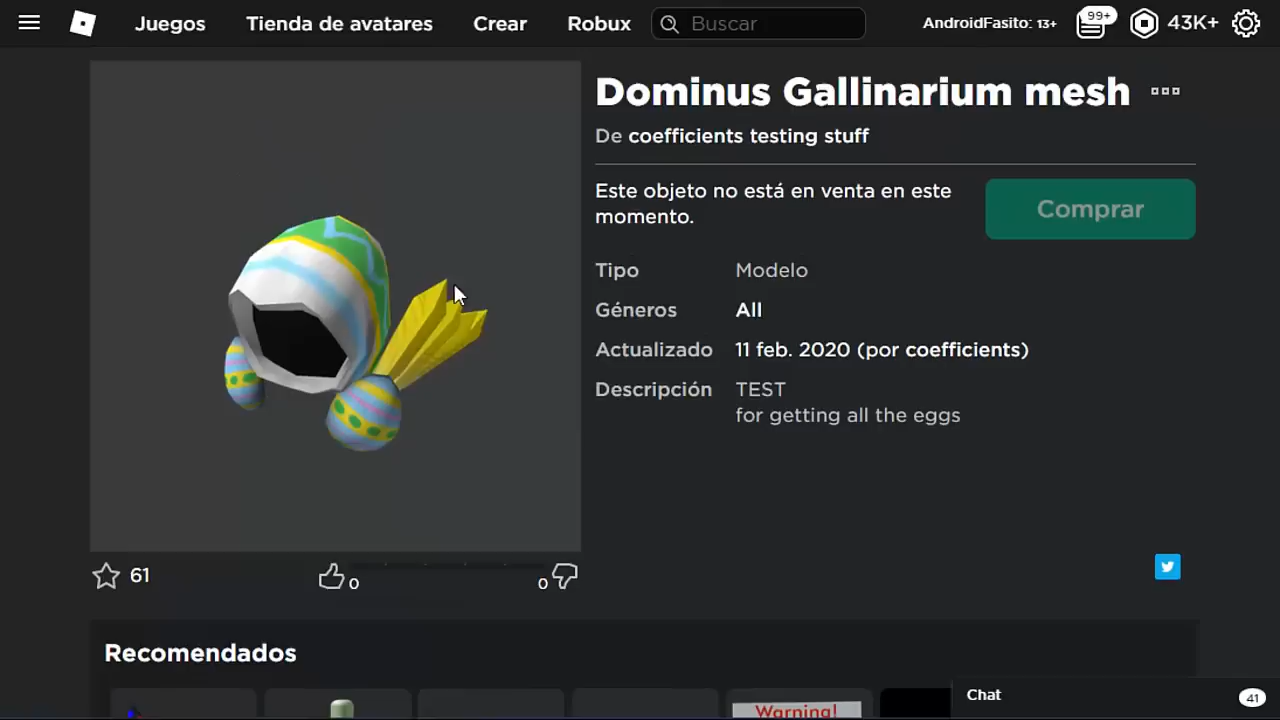 Juegos
Tienda de avatares
Crear
Robux
Buscar
AndroidFasito: 13+
99+
43K+
Dominus Gallinarium mesh
De coefficients testing stuff
Este objeto no está en venta en este
momento.
Comprar
Tipo Modelo
Géneros All
Actualizado 11 feb. 2020 (por coefficients)
Descripción TEST
for getting all the eggs
61
0
0
Recomendados
Warning!
Chat
41